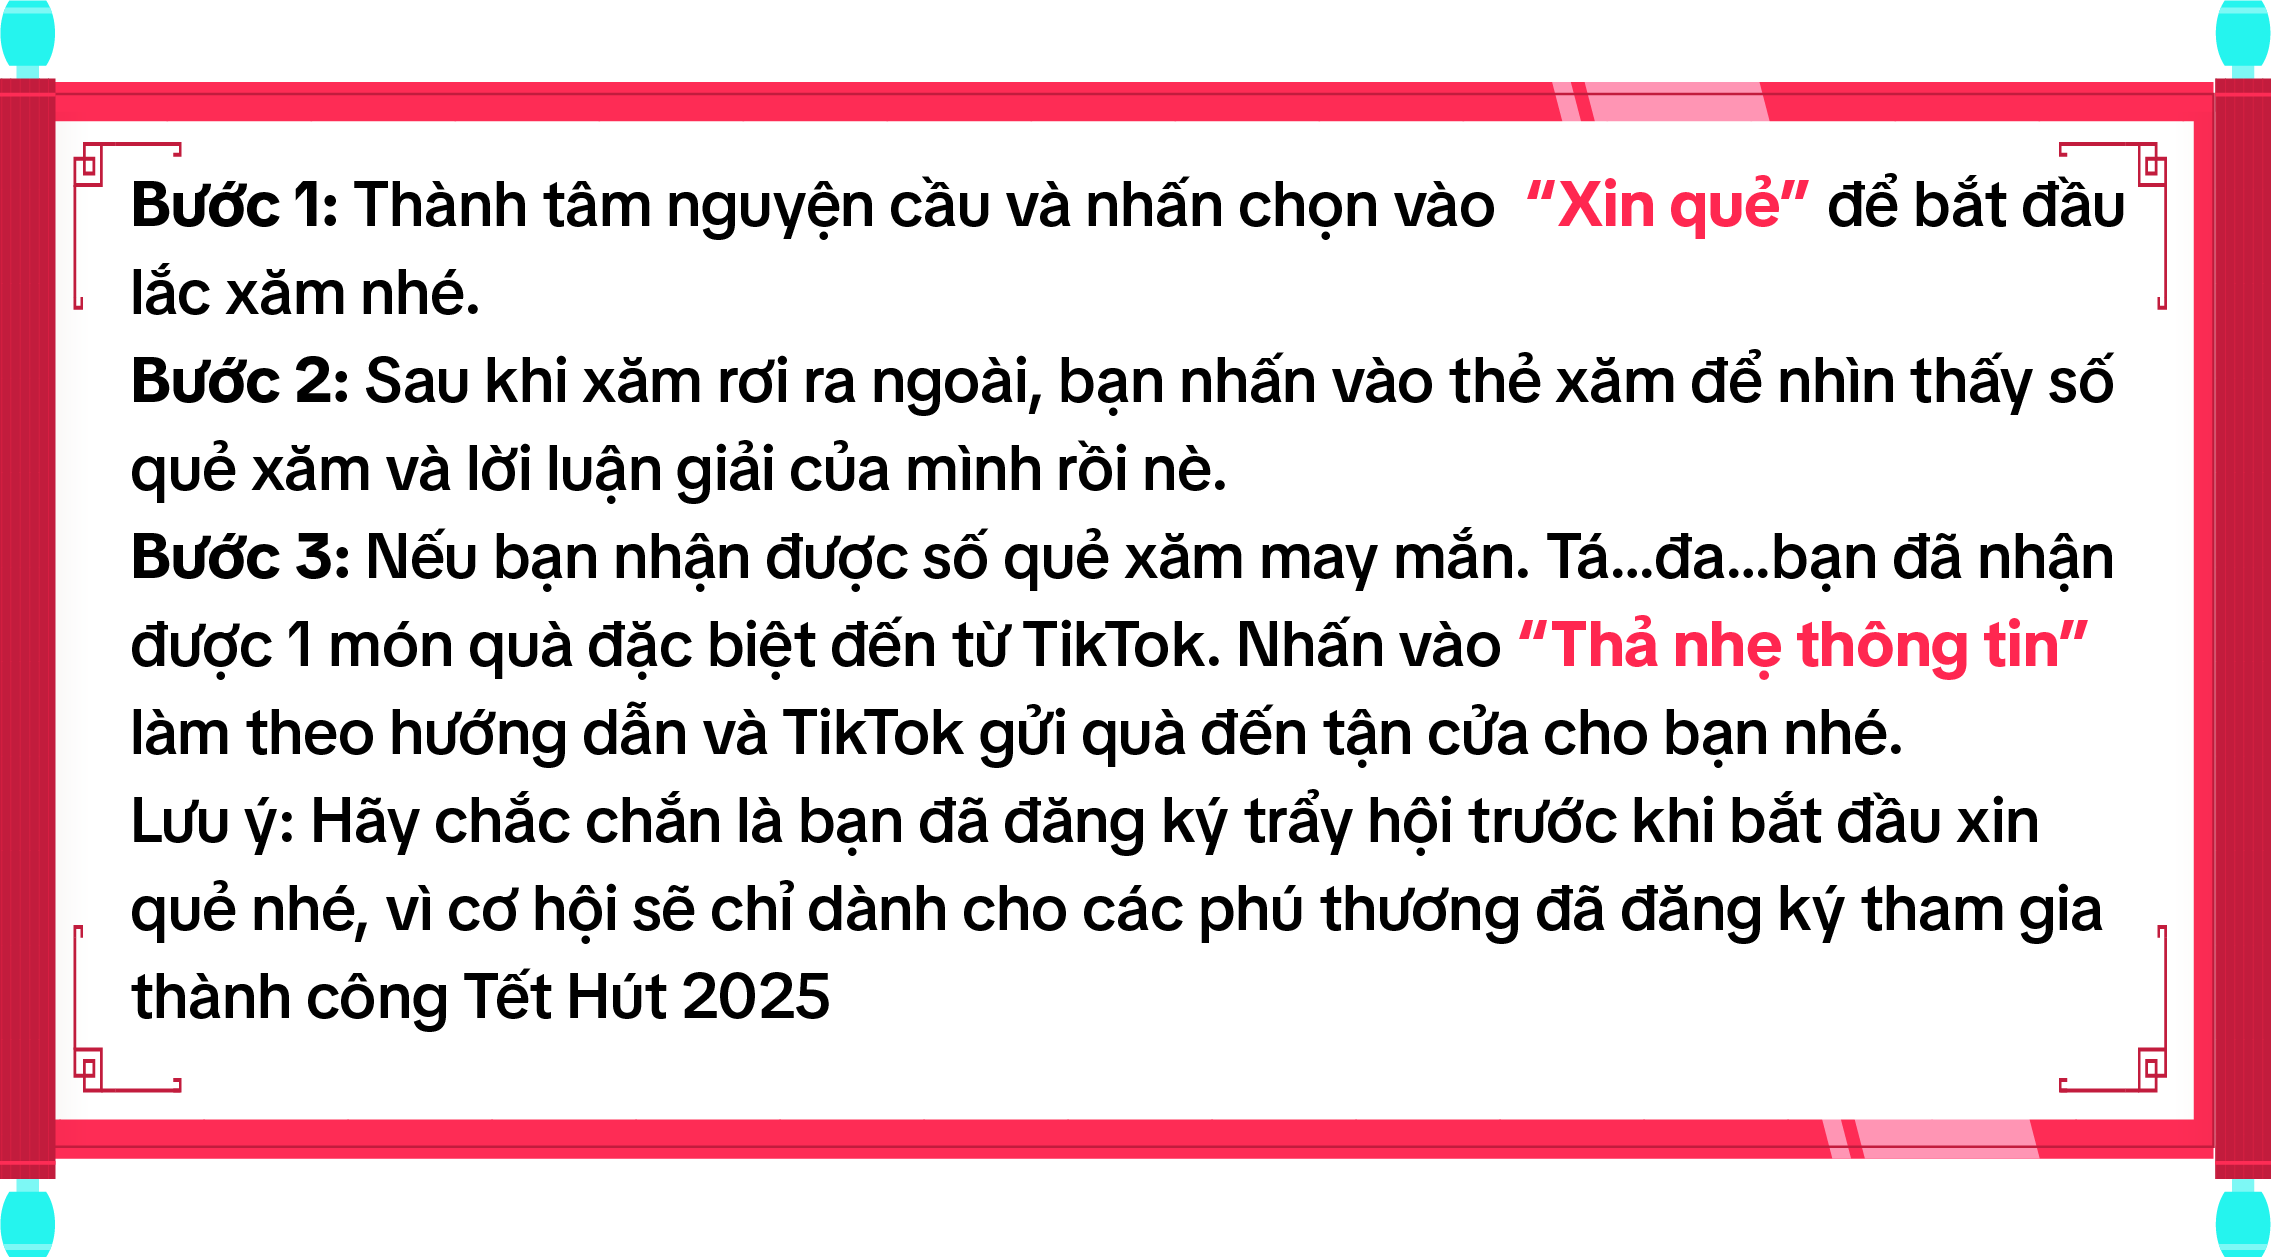 Bước 1: Thành tâm nguyện cầu và nhấn chọn vào “Xin quẻ” để bắt đầu
lắc xăm nhé.
Bước 2: Sau khi xăm rơi ra ngoài, bạn nhấn vào thẻ xăm để nhìn thấy số
quẻ xăm và lời luận giải của mình rồi nè.
Bước 3: Nếu bạn nhận được số quẻ xăm may mắn. Tá...đa...bạn đã nhận
được 1 món quà đặc biệt đến từ TikTok. Nhấn vào “Thả nhẹ thông tin”
làm theo hướng dẫn và TikTok gửi quà đến tận cửa cho bạn nhé.
Lưu ý: Hãy chắc chắn là bạn đã đăng ký trẩy hội trước khi bắt đầu xin
quẻ nhé, vì cơ hội sẽ chỉ dành cho các phú thương đã đăng ký tham gia
thành công Tết Hút 2025